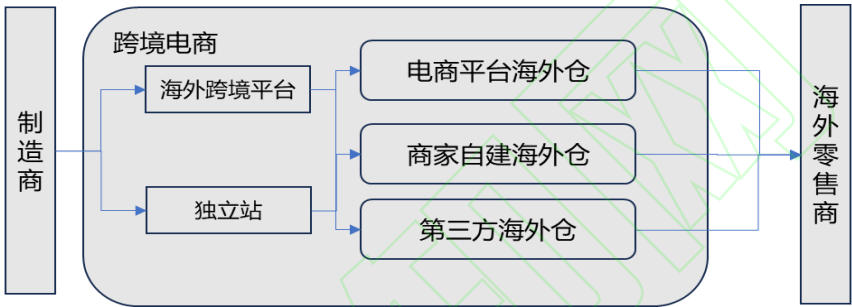 跨境电商
制造商
海外跨境平台
独立站
电商平台海外仓
商家自建海外仓
第三方海外仓
海外零售商